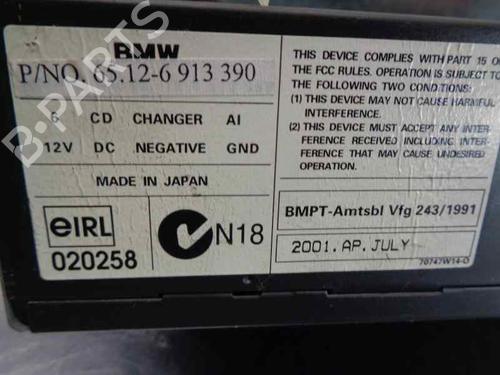 BMW
P/NO. 65.12-6 913 390
6 CD CHANGER AI
12V DC NEGATIVE GND
MADE IN JAPAN
eIRL
020258
N18
THIS DEVICE COMPLIES WITH PART 15 O
THE FCC RULES. OPERATION IS SUBJECT TO
FOLLOWING TWO CONDITIONS:
(1) THIS DEVICE MAY NOT CAUSE HARMFUL
INTERFERENCE.
(2) THIS DEVICE MUST ACCEPT ANY INTER-
FERENCE RECEIVED INCLUDING INTER-
FERENCE THAT MAY CAUSE UNDESIRED
OPERATION.
BMPT-Amtsbl Vfg 243/1991
2001.AP.JULY
70747W14-0
B-PARTS